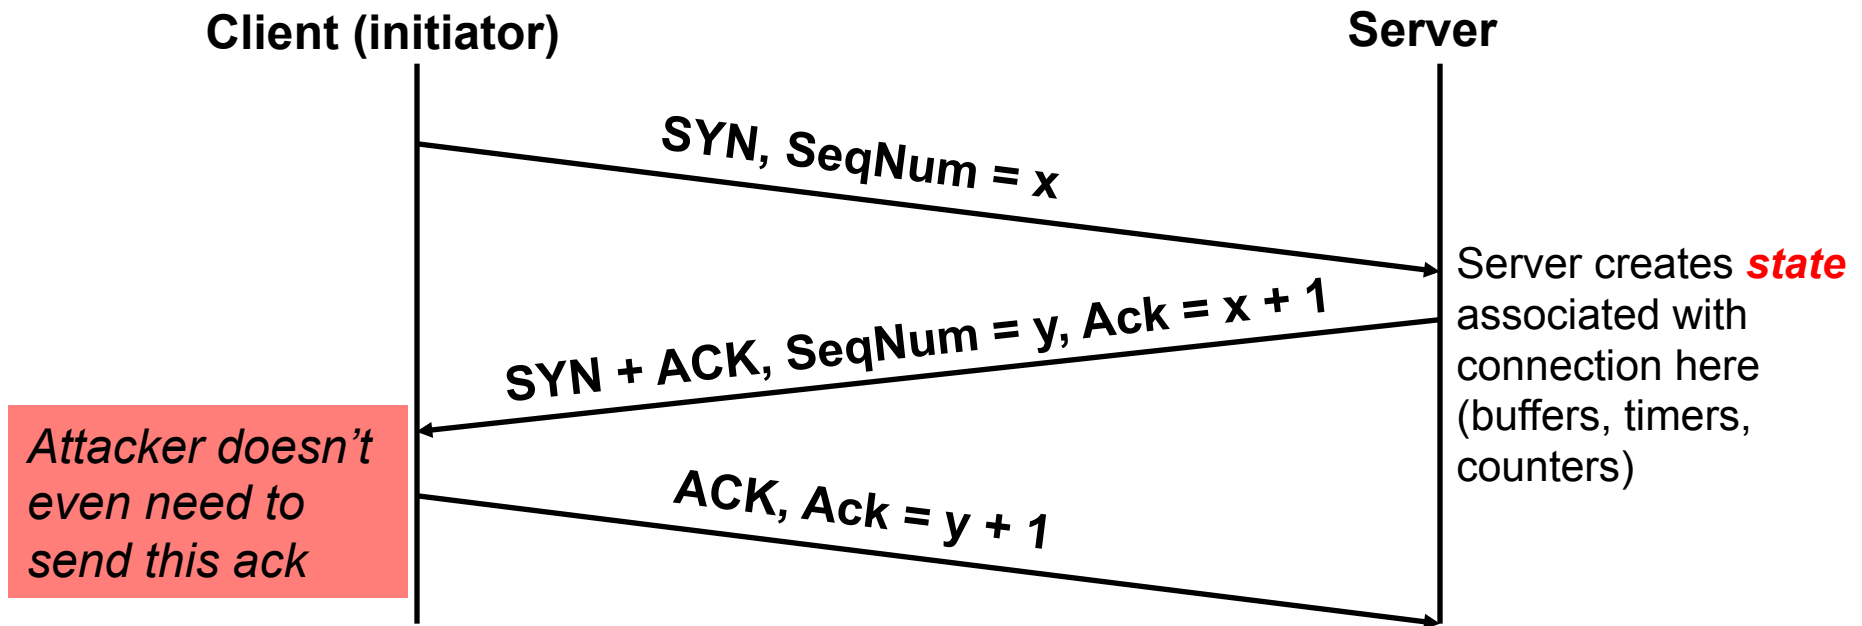 Client (initiator)
Server
SYN, SeqNum = x
Server creates state
associated with
connection here
(buffers, timers,
counters)
SYN + ACK, SeqNum = y, Ack = x + 1
Attacker doesn’t
even need to
send this ack
ACK, Ack = y + 1